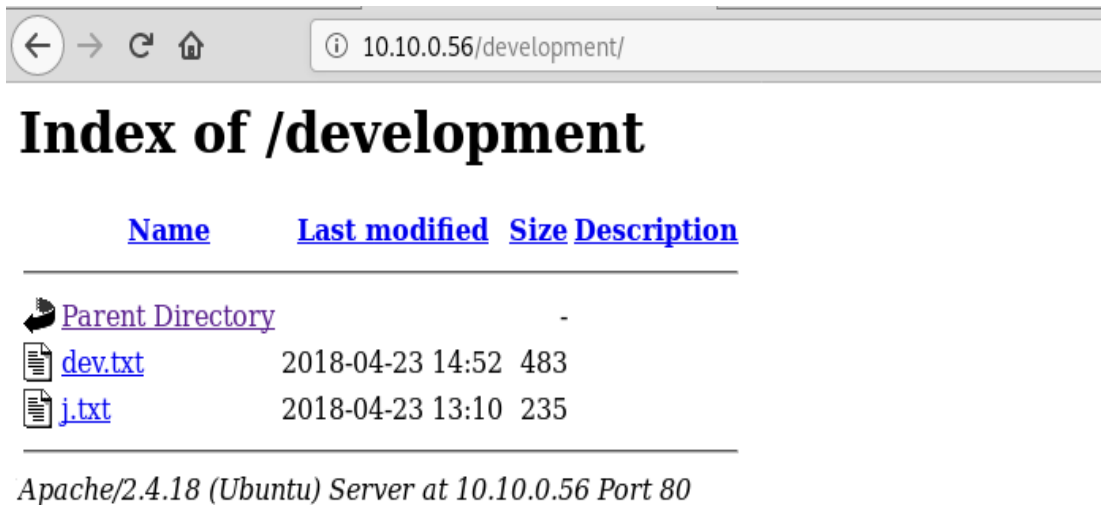 10.10.0.56/development/
Index of /development
Name Last modified Size Description
Parent Directory -
dev.txt 2018-04-23 14:52 483
j.txt 2018-04-23 13:10 235
Apache/2.4.18 (Ubuntu) Server at 10.10.0.56 Port 80